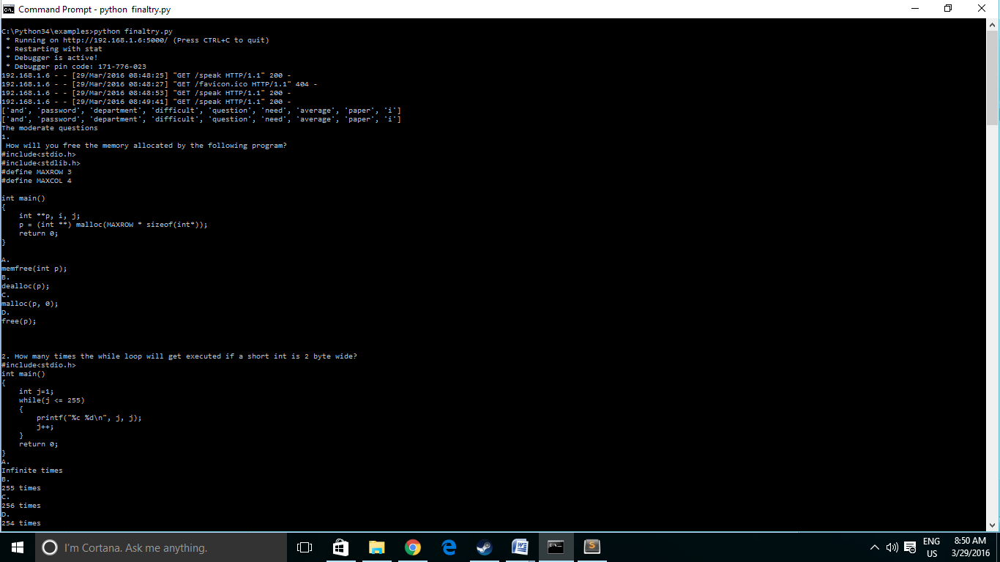 Command Prompt - python  finaltry.py
C:\Python34\examples>python finaltry.py
 * Running on http://192.168.1.6:5000/ (Press CTRL+C to quit)
 * Restarting with stat
 * Debugger is active!
 * Debugger pin code: 171-776-023
192.168.1.6 - - [29/Mar/2016 08:48:25] "GET /speak HTTP/1.1" 200 -
192.168.1.6 - - [29/Mar/2016 08:48:27] "GET /favicon.ico HTTP/1.1" 404 -
192.168.1.6 - - [29/Mar/2016 08:48:53] "GET /speak HTTP/1.1" 200 -
192.168.1.6 - - [29/Mar/2016 08:49:41] "GET /speak HTTP/1.1" 200 -
['and', 'password', 'department', 'difficult', 'question', 'need', 'average', 'paper', 'i']
['and', 'password', 'department', 'difficult', 'question', 'need', 'average', 'paper', 'i']
The moderate questions
1.
 How will you free the memory allocated by the following program?
#include<stdio.h>
#include<stdlib.h>
#define MAXROW 3
#define MAXCOL 4
int main()
{
    int **p, i, j;
    p = (int **) malloc(MAXROW * sizeof(int*));
    return 0;
}
A.
memfree(int p);
B.
dealloc(p);
C.
malloc(p, 0);
D.
free(p);
2. How many times the while loop will get executed if a short int is 2 byte wide?
#include<stdio.h>
int main()
{
    int j=1;
    while(j <= 255)
    {
        printf("%c %d\n", j, j);
        j++;
    }
    return 0;
}
A.
Infinite times
B.
255 times
C.
256 times
D.
254 times
I'm Cortana. Ask me anything.
ENG
US
8:50 AM
3/29/2016